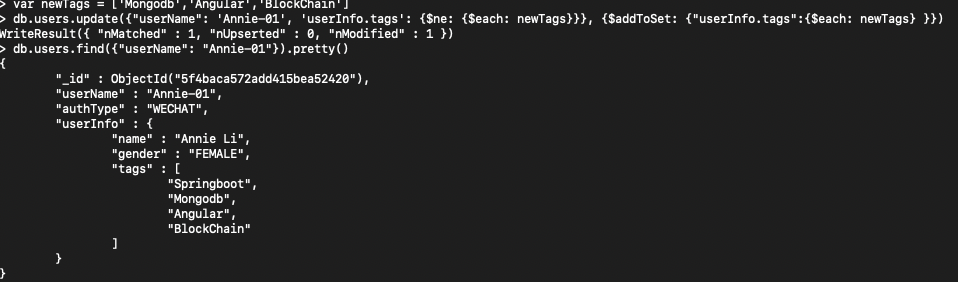 > var newTags = ['Mongodb','Angular','BlockChain']
> db.users.update({"userName": 'Annie-01', 'userInfo.tags': {$ne: {$each: newTags}}}, {$addToSet: {"userInfo.tags":{$each: newTags} }})
WriteResult({ "nMatched" : 1, "nUpserted" : 0, "nModified" : 1 })
> db.users.find({"userName": "Annie-01"}).pretty()
{
"_id" : ObjectId("5f4baca572add415bea52420"),
"userName" : "Annie-01",
"authType" : "WECHAT",
"userInfo" : {
"name" : "Annie Li",
"gender" : "FEMALE",
"tags" : [
"Springboot",
"Mongodb",
"Angular",
"BlockChain"
]
}
}